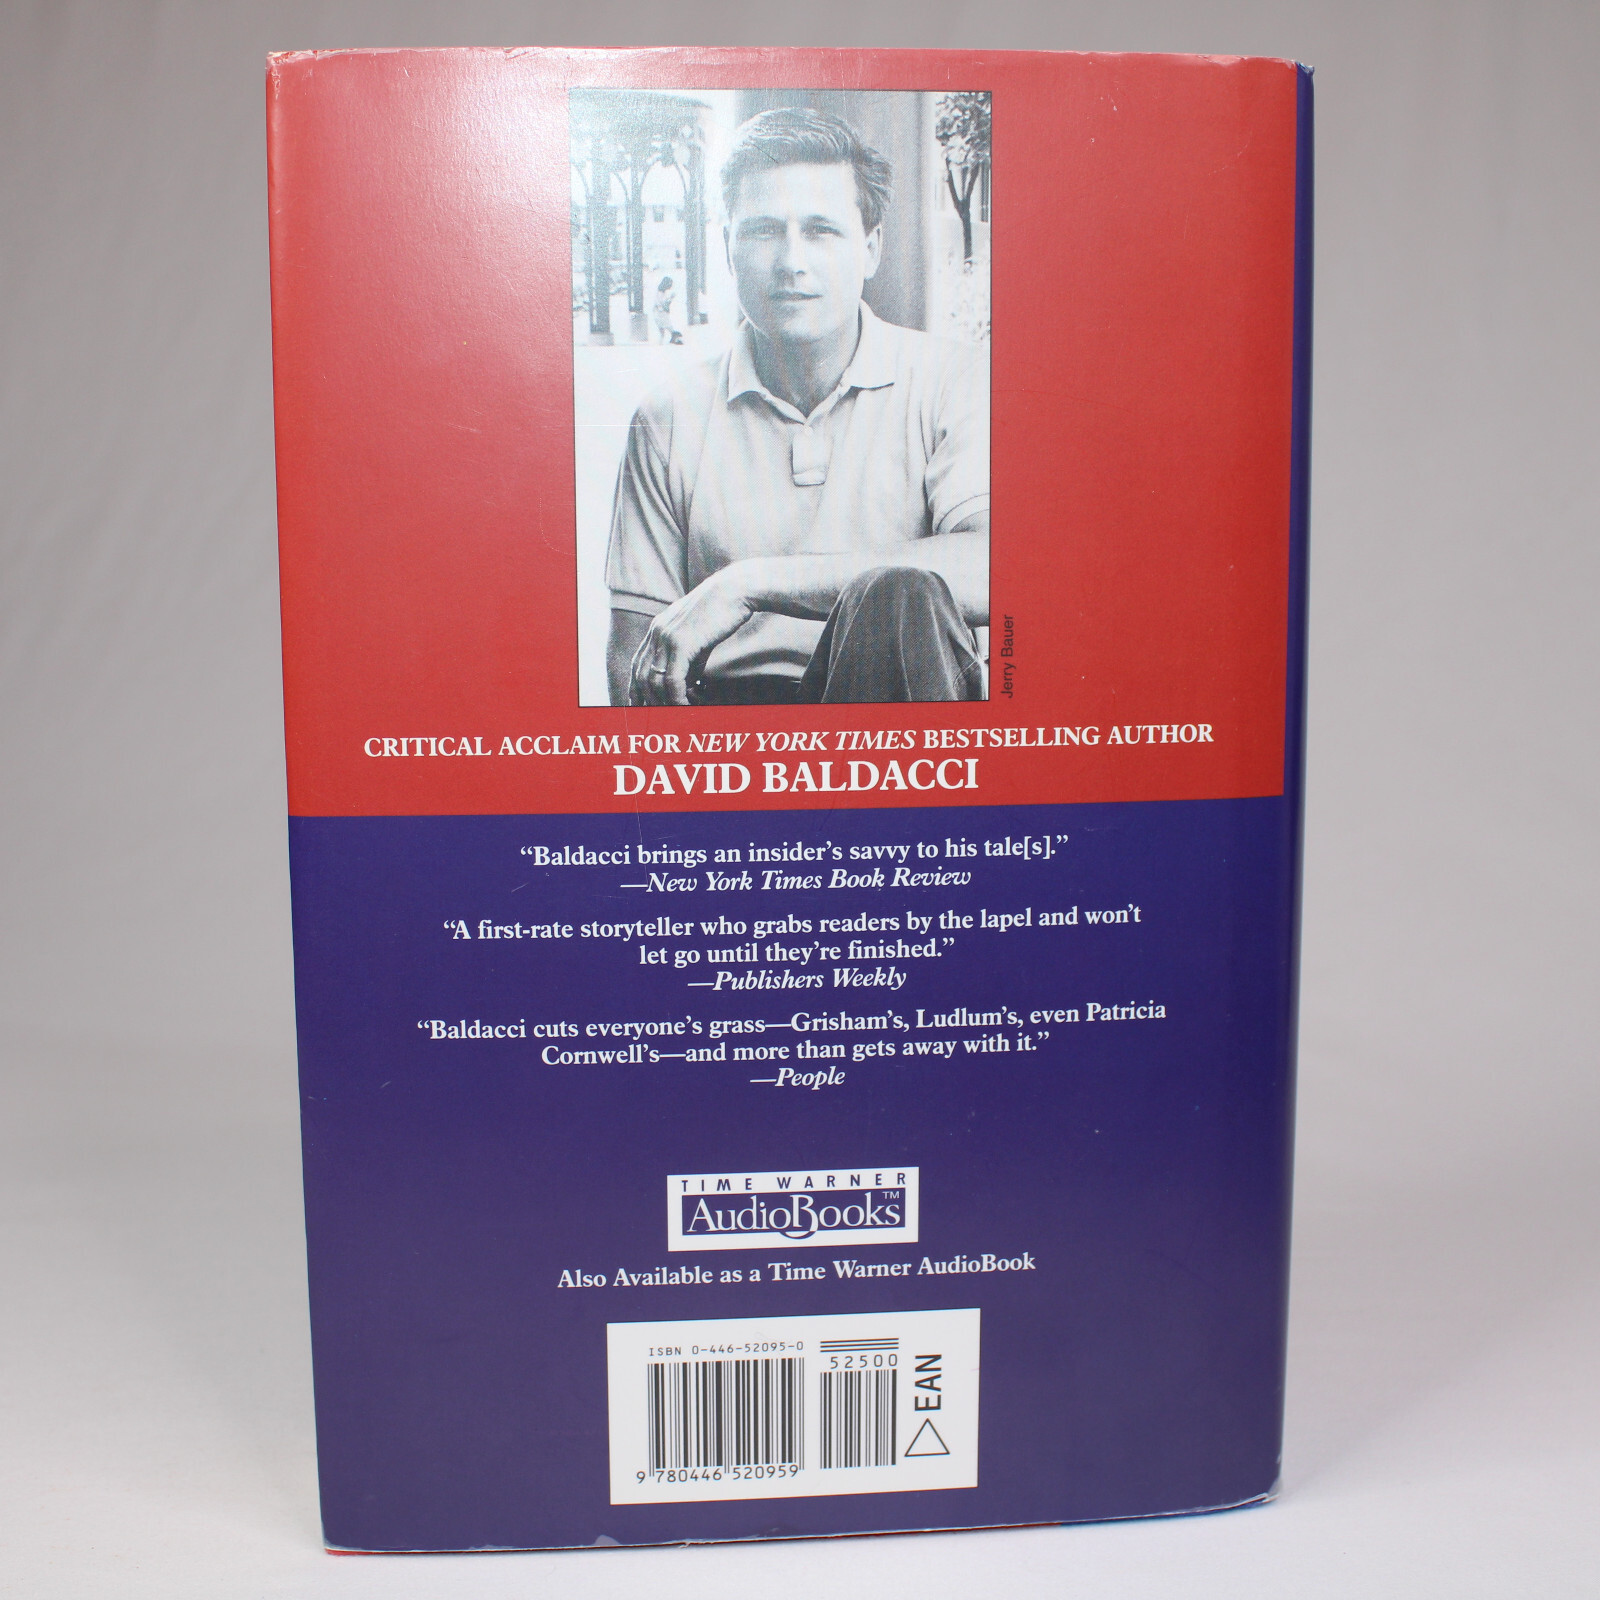 Jerry Bauer
CRITICAL ACCLAIM FOR NEW YORK TIMES BESTSELLING AUTHOR
DAVID BALDACCI
“Baldacci brings an insider’s savvy to his tale[s].”
—New York Times Book Review
“A first-rate storyteller who grabs readers by the lapel and won’t
let go until they’re finished.”
—Publishers Weekly
“Baldacci cuts everyone’s grass—Grisham’s, Ludlum’s, even Patricia
Cornwell’s—and more than gets away with it.”
—People
TIME WARNER
AudioBooks™
Also Available as a Time Warner AudioBook
ISBN 0-446-52095-0
52500
EAN
9 780446 520959